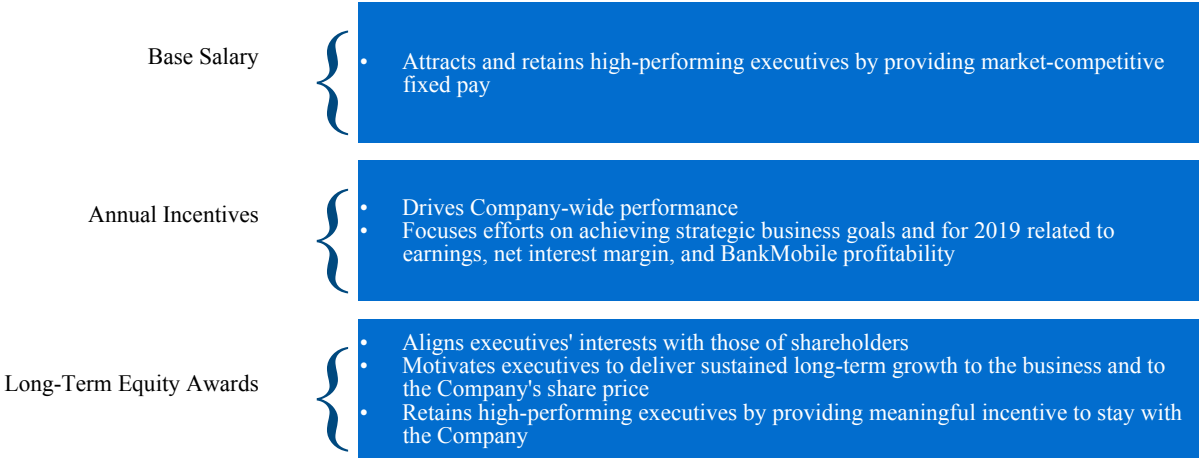 Base Salary
• Attracts and retains high-performing executives by providing market-competitive
fixed pay
Annual Incentives
• Drives Company-wide performance
• Focuses efforts on achieving strategic business goals and for 2019 related to
earnings, net interest margin, and BankMobile profitability
Long-Term Equity Awards
• Aligns executives' interests with those of shareholders
• Motivates executives to deliver sustained long-term growth to the business and to
the Company's share price
• Retains high-performing executives by providing meaningful incentive to stay with
the Company